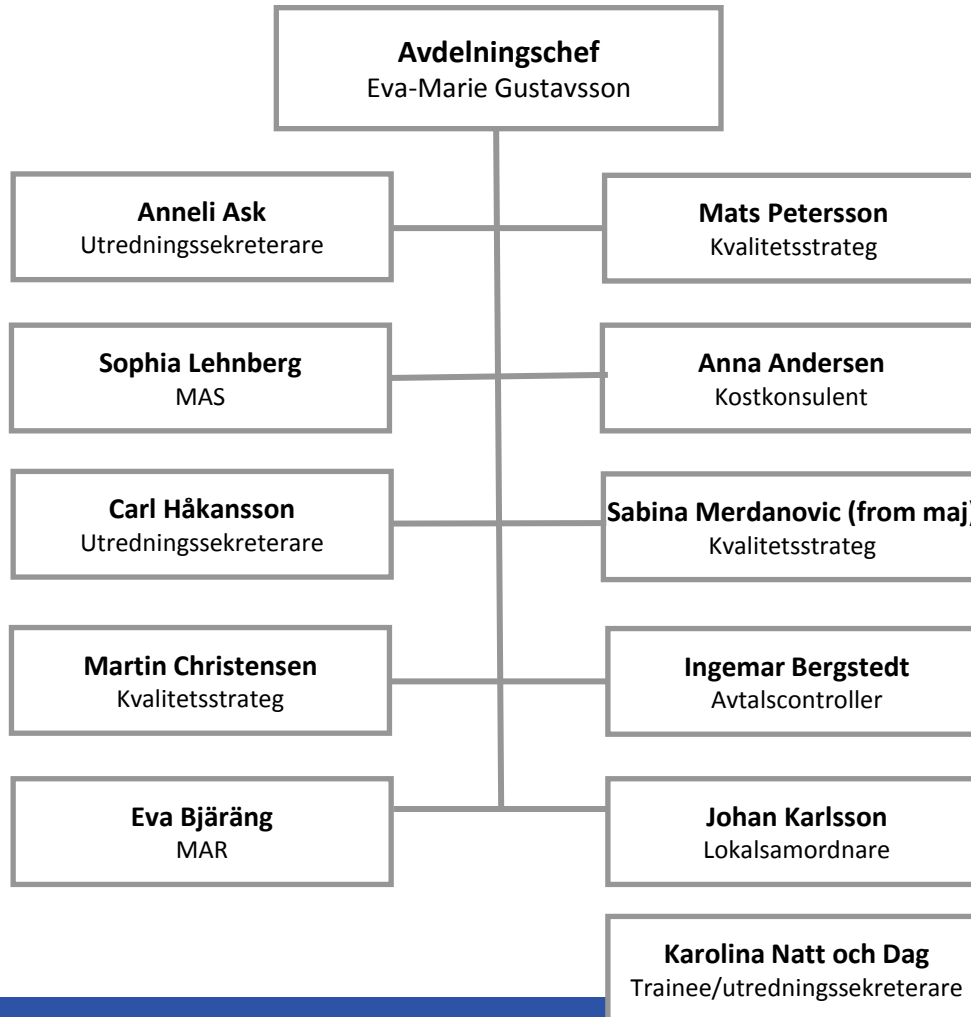 Avdelningschef
Eva-Marie Gustavsson
Anneli Ask
Utredningssekreterare
Mats Petersson
Kvalitetsstrateg
Sophia Lehnberg
MAS
Anna Andersen
Kostkonsulent
Carl Håkansson
Utredningssekreterare
Sabina Merdanovic (from maj)
Kvalitetsstrateg
Martin Christensen
Kvalitetsstrateg
Ingemar Bergstedt
Avtalscontroller
Eva Bjäräng
MAR
Johan Karlsson
Lokalsamordnare
Karolina Natt och Dag
Trainee/utredningssekreterare